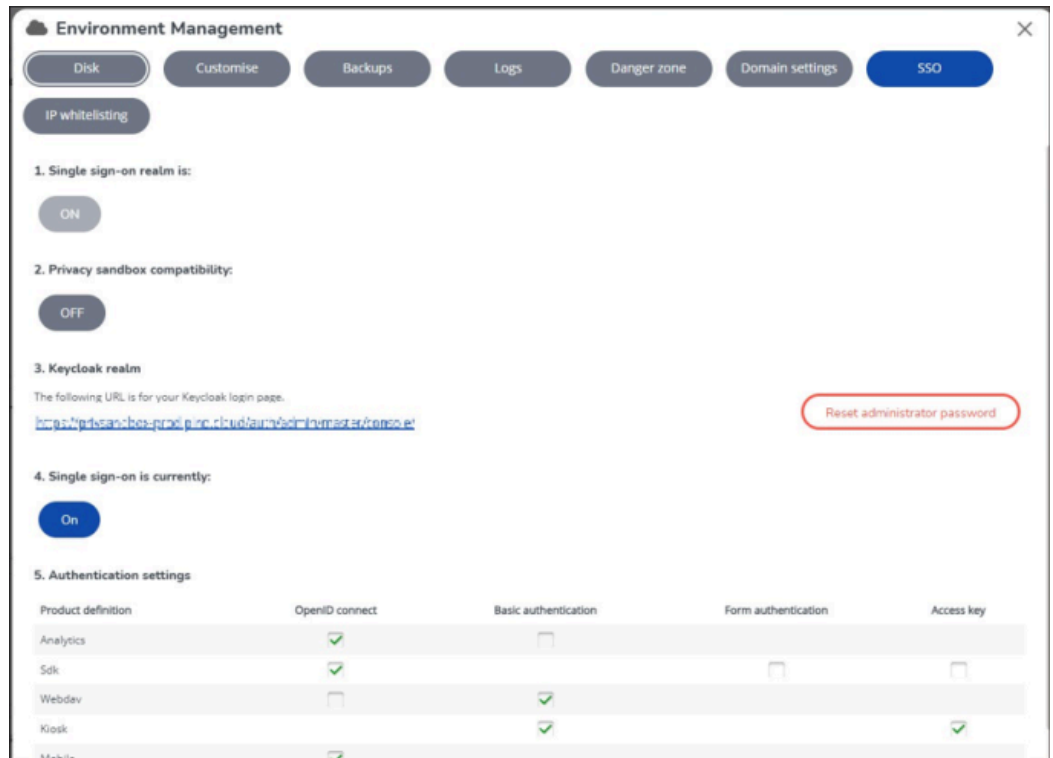 Environment Management
Disk Customise Backups Logs Danger zone Domain settings SSO
IP whitelisting
1. Single sign-on realm is:
ON
2. Privacy sandbox compatibility:
OFF
3. Keycloak realm
The following URL is for your Keycloak login page.
Reset administrator password
4. Single sign-on is currently:
On
5. Authentication settings
Product definition OpenID connect Basic authentication Form authentication Access key
Analytics
Sdk
Webdav
Kiosk
Mobile